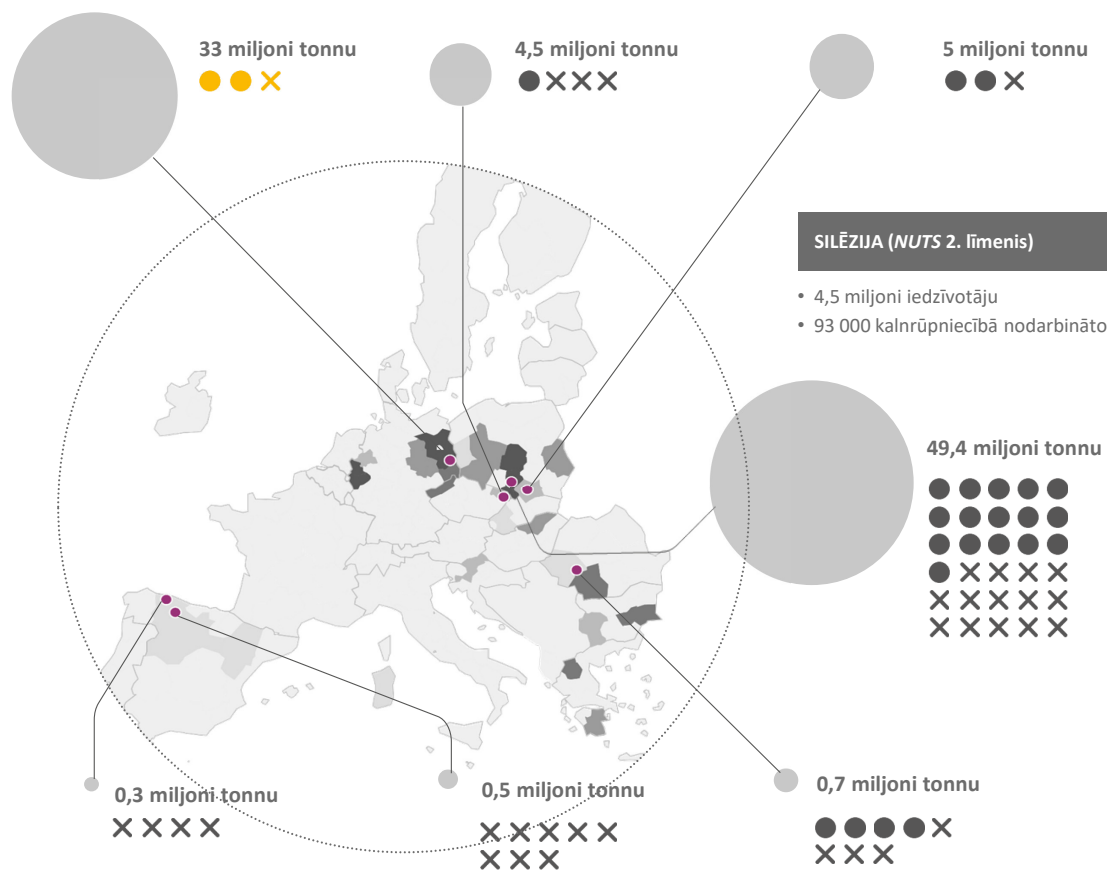 33 miljoni tonnu
4,5 miljoni tonnu
5 miljoni tonnu
SILĒZIJA (NUTS 2. līmenis)
• 4,5 miljoni iedzīvotāju
• 93 000 kalnrūpniecībā nodarbināto
49,4 miljoni tonnu
0,3 miljoni tonnu
0,5 miljoni tonnu
0,7 miljoni tonnu